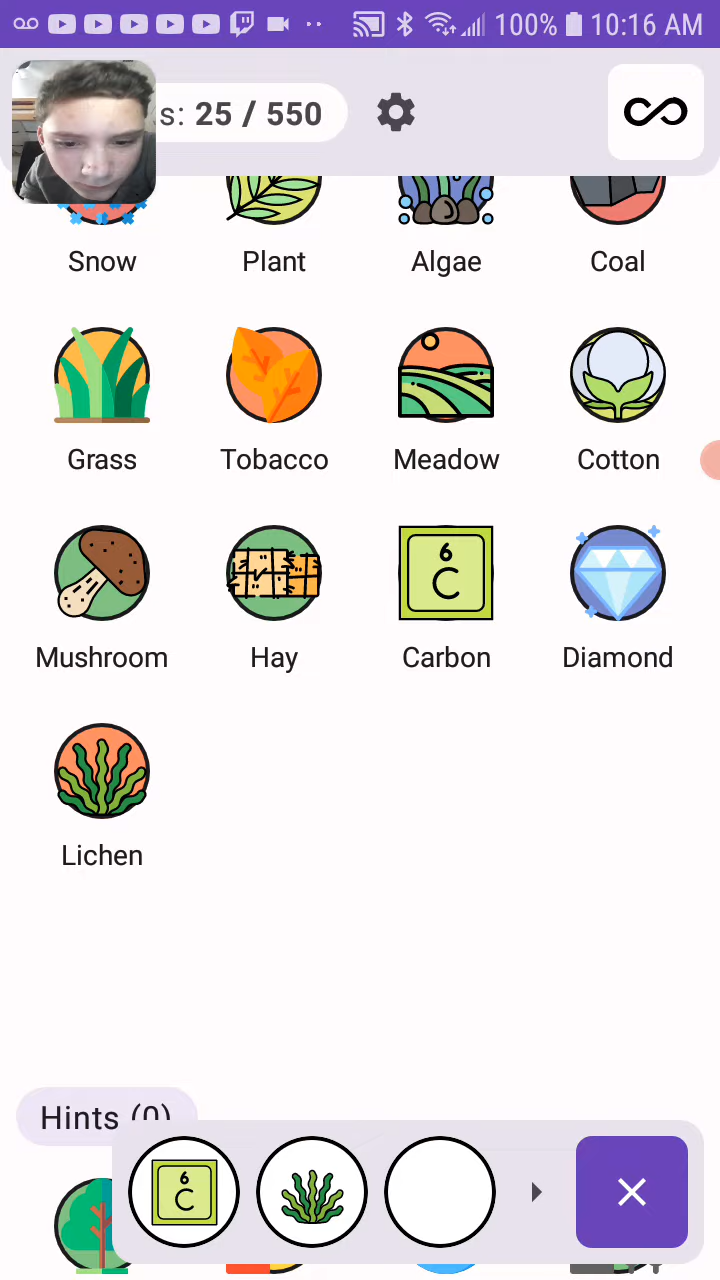 100% 10:16 AM
s: 25 / 550
Snow Plant Algae Coal
Grass Tobacco Meadow Cotton
6
C
Mushroom Hay Carbon Diamond
Lichen
Hints (0)
6
C